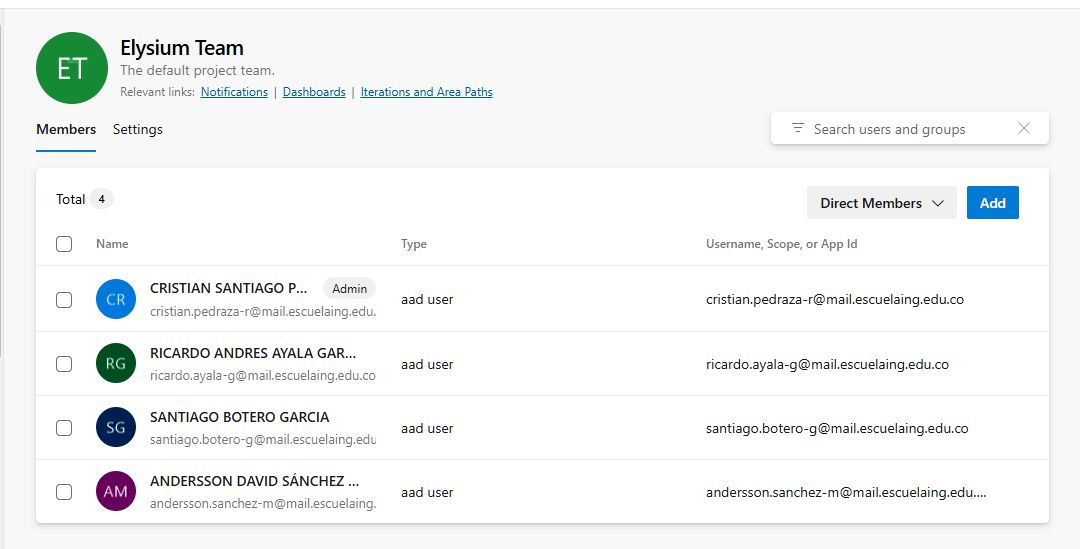 ET
Elysium Team
The default project team.
Relevant links: Notifications | Dashboards | Iterations and Area Paths
Members Settings
Search users and groups
Total 4
Direct Members Add
Name Type Username, Scope, or App Id
CR
CRISTIAN SANTIAGO P... Admin
cristian.pedraza-r@mail.escuelaing.edu.
aad user
cristian.pedraza-r@mail.escuelaing.edu.co
RG
RICARDO ANDRES AYALA GAR...
ricardo.ayala-g@mail.escuelaing.edu.co
aad user
ricardo.ayala-g@mail.escuelaing.edu.co
SG
SANTIAGO BOTERO GARCIA
santiago.botero-g@mail.escuelaing.edu
aad user
santiago.botero-g@mail.escuelaing.edu.co
AM
ANDERSSON DAVID SÁNCHEZ ...
andersson.sanchez-m@mail.escuelaing.
aad user
andersson.sanchez-m@mail.escuelaing.edu....